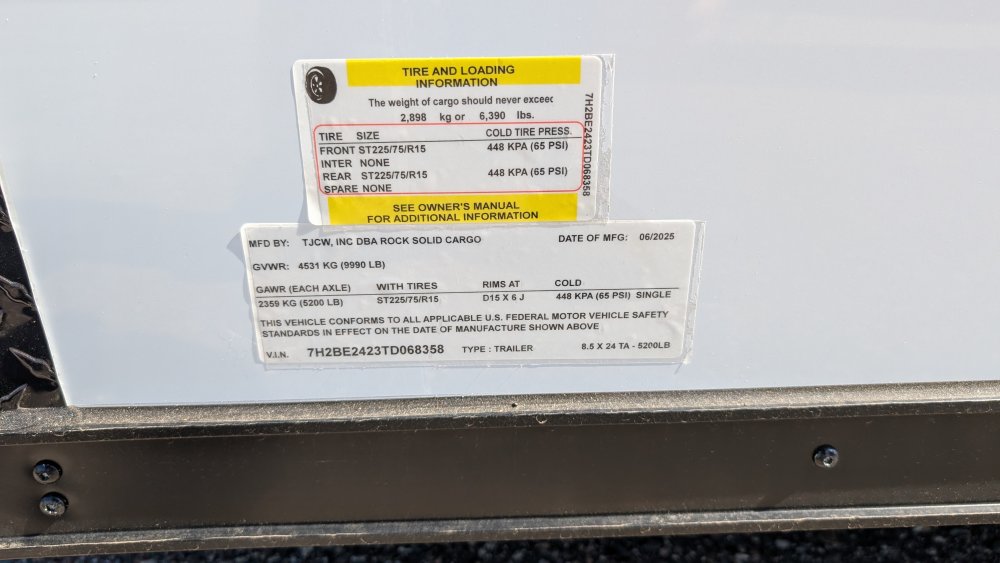 TIRE AND LOADING
INFORMATION
The weight of cargo should never exceed
2,898 kg or 6,390 lbs.
TIRE SIZE COLD TIRE PRESS.
FRONT ST225/75/R15 448 KPA (65 PSI)
INTER NONE
REAR ST225/75/R15 448 KPA (65 PSI)
SPARE NONE
SEE OWNER'S MANUAL
FOR ADDITIONAL INFORMATION
7H2BE2423TD068358
MFD BY: TJCW, INC DBA ROCK SOLID CARGO DATE OF MFG: 06/2025
GVWR: 4531 KG (9990 LB)
GAWR (EACH AXLE) WITH TIRES RIMS AT COLD
2359 KG (5200 LB) ST225/75/R15 D15 X 6 J 448 KPA (65 PSI) SINGLE
THIS VEHICLE CONFORMS TO ALL APPLICABLE U.S. FEDERAL MOTOR VEHICLE SAFETY
STANDARDS IN EFFECT ON THE DATE OF MANUFACTURE SHOWN ABOVE
V.I.N. 7H2BE2423TD068358 TYPE : TRAILER 8.5 X 24 TA - 5200LB